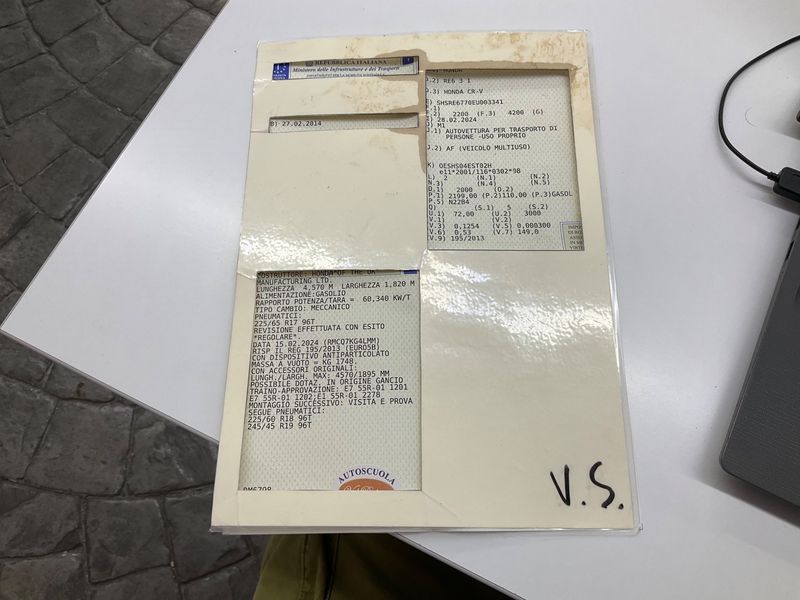 REPUBBLICA ITALIANA
Ministero delle Infrastrutture e dei Trasporti
B) 27.02.2014
HONDA
D.2) RE6 3 1
D.3) HONDA CR-V
E) SHSRE6770EU003341
F.1) 
F.2) 2200 (F.3) 4200 (G)
I) 28.02.2024
J) M1
J.1) AUTOVETTURA PER TRASPORTO DI
PERSONE -USO PROPRIO
J.2) AF (VEICOLO MULTIUSO)
K) OESHS04EST02H
e11*2001/116*0302*98
L) 2 (N.1) (N.2)
N.3) (N.4) (N.5)
O.1) 2000 (O.2)
P.1) 2199,00 (P.2)110,00 (P.3)GASOL
P.5) N22B4
Q) (S.1) 5 (S.2)
U.1) 72,00 (U.2) 3000
V.1) (V.2)
V.3) 0.1254 (V.5) 0,000300
V.6) 0,53 (V.7) 149,0
V.9) 195/2013
COSTRUTTORE: HONDA OF THE UK
MANUFACTURING LTD.
LUNGHEZZA 4,570 M LARGHEZZA 1,820 M
ALIMENTAZIONE:GASOLIO
RAPPORTO POTENZA/TARA = 60,340 KW/T
TIPO CAMBIO: MECCANICO
PNEUMATICI:
225/65 R17 96T
REVISIONE EFFETTUATA CON ESITO
*REGOLARE*.
DATA 15.02.2024 (RMCQ7KG4LMM)
RISP IL REG 195/2013 (EURO5B)
CON DISPOSITIVO ANTIPARTICOLATO
MASSA A VUOTO = KG 1748.
CON ACCESSORI ORIGINALI:
LUNGH./LARGH. MAX: 4570/1895 MM
POSSIBILE DOTAZ. IN ORIGINE GANCIO
TRAINO-APPROVAZIONE: E7 55R-01 1201
E7 55R-01 1202;E1 55R-01 2278
MONTAGGIO SUCCESSIVO: VISITA E PROVA
SEGUE PNEUMATICI:
225/60 R18 96T
245/45 R19 96T
AUTOSCUOLA
V.S.